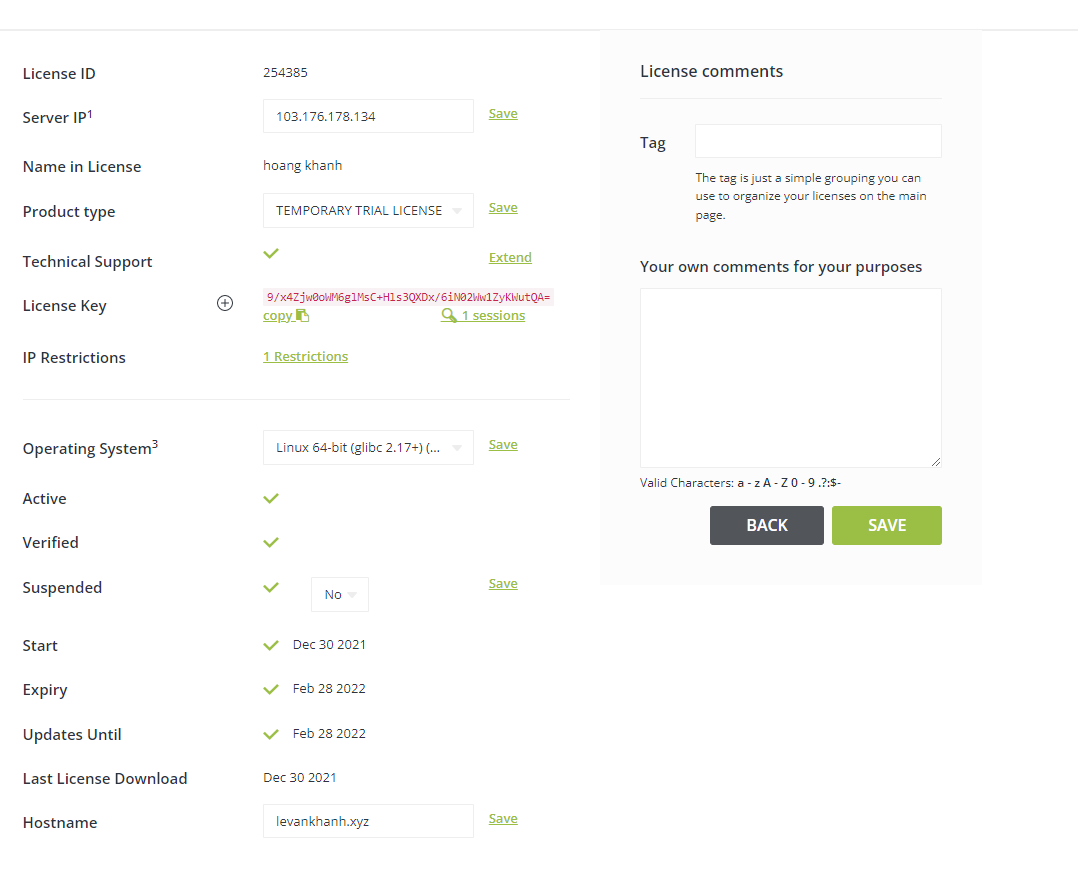 License ID 254385
Server IP1 103.176.178.134 Save
Name in License hoang khanh
Product type TEMPORARY TRIAL LICENSE Save
Technical Support Extend
License Key 9/x4Zjw0oWM6glMsC+Hls3QXDx/6iN02Ww1ZyKWutQA=
copy 1 sessions
IP Restrictions 1 Restrictions
Operating System3 Linux 64-bit (glibc 2.17+) (... Save
Active
Verified
Suspended No Save
Start Dec 30 2021
Expiry Feb 28 2022
Updates Until Feb 28 2022
Last License Download Dec 30 2021
Hostname levankhanh.xyz Save
License comments
Tag
The tag is just a simple grouping you can
use to organize your licenses on the main
page.
Your own comments for your purposes
Valid Characters: a - z A - Z 0 - 9 .?:$-
BACK SAVE